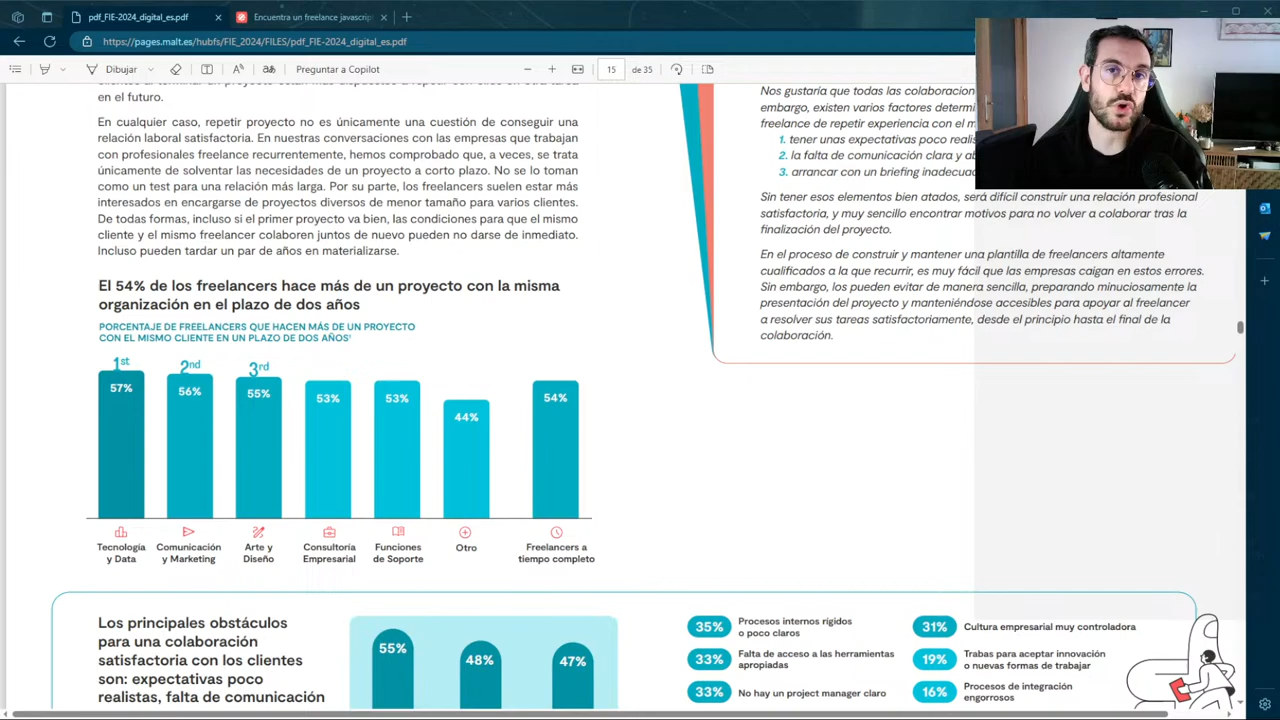 pdf_FIE-2024_digital_es.pdf
Encuentra un freelance javascrip
https://pages.malt.es/hubfs/FIE_2024/FILES/pdf_FIE-2024_digital_es.pdf
Dibujar
Preguntar a Copilot
15
de 35
en el futuro.
En cualquier caso, repetir proyecto no es únicamente una cuestión de conseguir una
relación laboral satisfactoria. En nuestras conversaciones con las empresas que trabajan
con profesionales freelance recurrentemente, hemos comprobado que, a veces, se trata
únicamente de solventar las necesidades de un proyecto a corto plazo. No se lo toman
como un test para una relación más larga. Por su parte, los freelancers suelen estar más
interesados en encargarse de proyectos diversos de menor tamaño para varios clientes.
De todas formas, incluso si el primer proyecto va bien, las condiciones para que el mismo
cliente y el mismo freelancer colaboren juntos de nuevo pueden no darse de inmediato.
Incluso pueden tardar un par de años en materializarse.
El 54% de los freelancers hace más de un proyecto con la misma
organización en el plazo de dos años
PORCENTAJE DE FREELANCERS QUE HACEN MÁS DE UN PROYECTO
CON EL MISMO CLIENTE EN UN PLAZO DE DOS AÑOS¹
1st
2nd
3rd
57%
56%
55%
53%
53%
44%
54%
Tecnología
y Data
Comunicación
y Marketing
Arte y
Diseño
Consultoría
Empresarial
Funciones
de Soporte
Otro
Freelancers a
tiempo completo
Nos gustaría que todas las colaboracion
embargo, existen varios factores determi
freelance de repetir experiencia con el m
1. tener unas expectativas poco realis
2. la falta de comunicación clara y ab
3. arrancar con un briefing inadecuad
Sin tener esos elementos bien atados, será difícil construir una relación profesional
satisfactoria, y muy sencillo encontrar motivos para no volver a colaborar tras la
finalización del proyecto.
En el proceso de construir y mantener una plantilla de freelancers altamente
cualificados a la que recurrir, es muy fácil que las empresas caigan en estos errores.
Sin embargo, los pueden evitar de manera sencilla, preparando minuciosamente la
presentación del proyecto y manteniéndose accesibles para apoyar al freelancer
a resolver sus tareas satisfactoriamente, desde el principio hasta el final de la
colaboración.
Los principales obstáculos
para una colaboración
satisfactoria con los clientes
son: expectativas poco
realistas, falta de comunicación
55%
48%
47%
35%
Procesos internos rígidos
o poco claros
33%
Falta de acceso a las herramientas
apropiadas
33%
No hay un project manager claro
31%
Cultura empresarial muy controladora
19%
Trabas para aceptar innovación
o nuevas formas de trabajar
16%
Procesos de integración
engorrosos